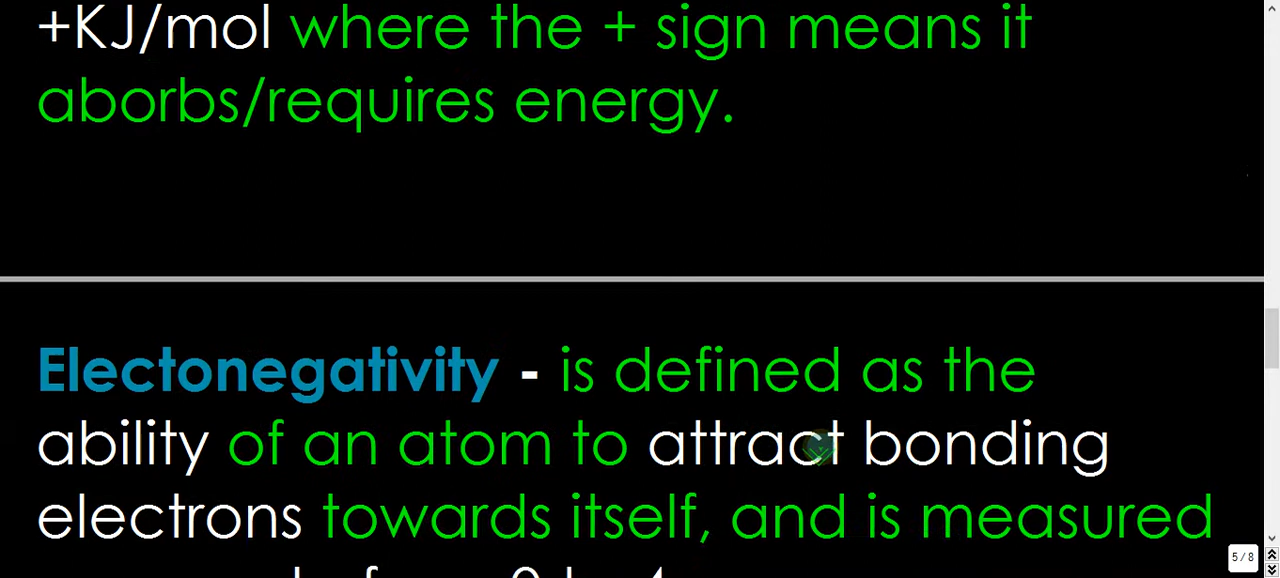 +KJ/mol where the + sign means it
aborbs/requires energy.
Electonegativity - is defined as the
ability of an atom to attract bonding
electrons towards itself, and is measured
5 / 8